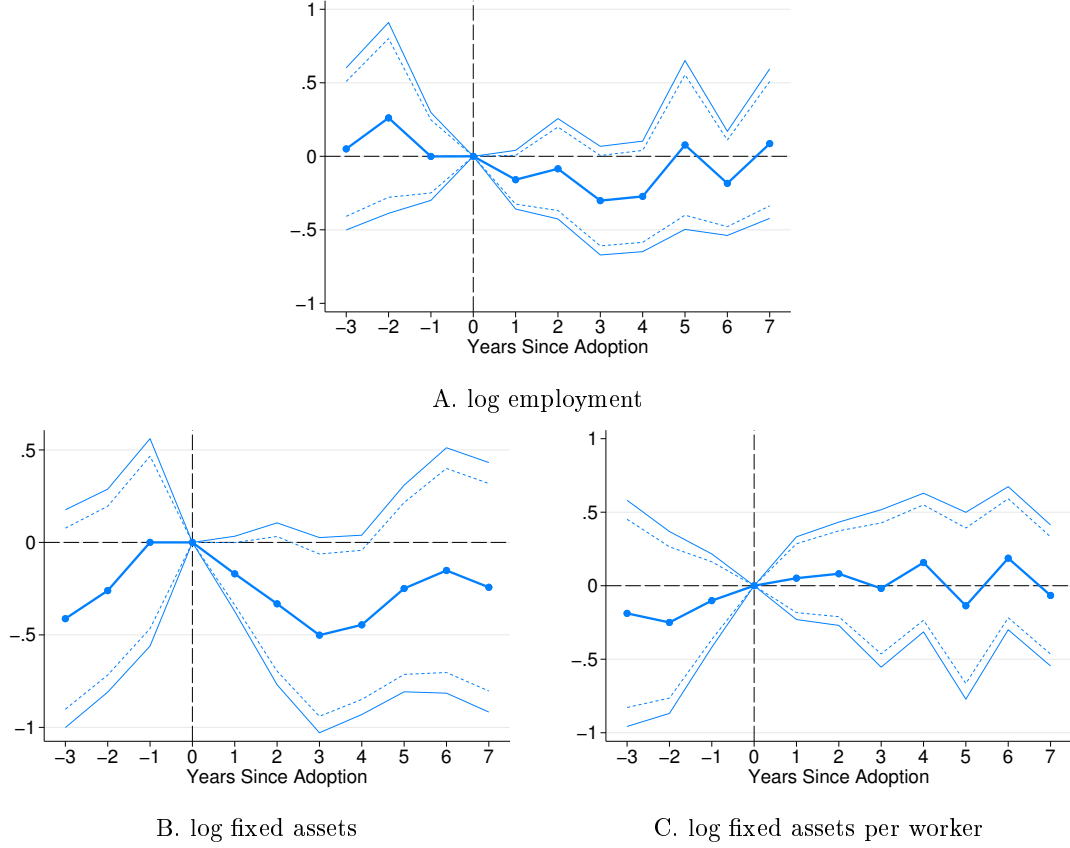 1
.5
0
−.5
−1
−3 −2 −1 0 1 2 3 4 5 6 7
Years Since Adoption
A. log employment
.5
0
−.5
−1
−3 −2 −1 0 1 2 3 4 5 6 7
Years Since Adoption
B. log fixed assets
1
.5
0
−.5
−1
−3 −2 −1 0 1 2 3 4 5 6 7
Years Since Adoption
C. log fixed assets per worker